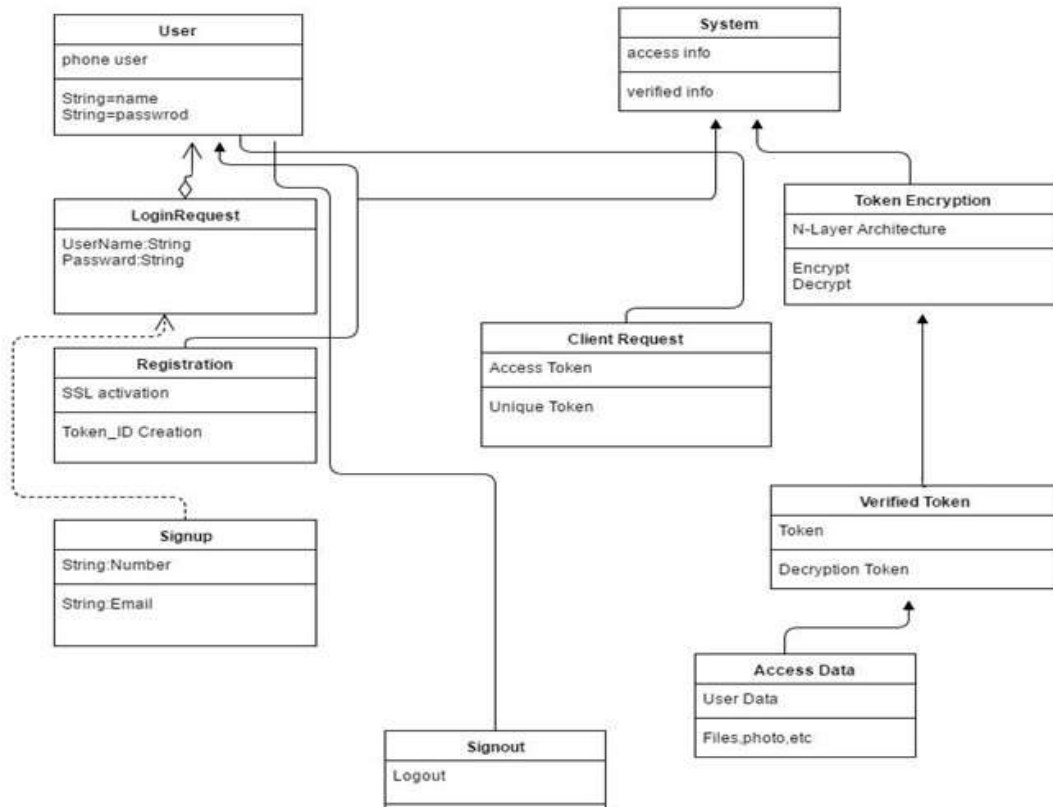 User
phone user
String=name
String=passwrod
System
access info
verified info
LoginRequest
UserName:String
Passward:String
Token Encryption
N-Layer Architecture
Encrypt
Decrypt
Registration
SSL activation
Token_ID Creation
Client Request
Access Token
Unique Token
Signup
String:Number
String:Email
Verified Token
Token
Decryption Token
Access Data
User Data
Files,photo,etc
Signout
Logout